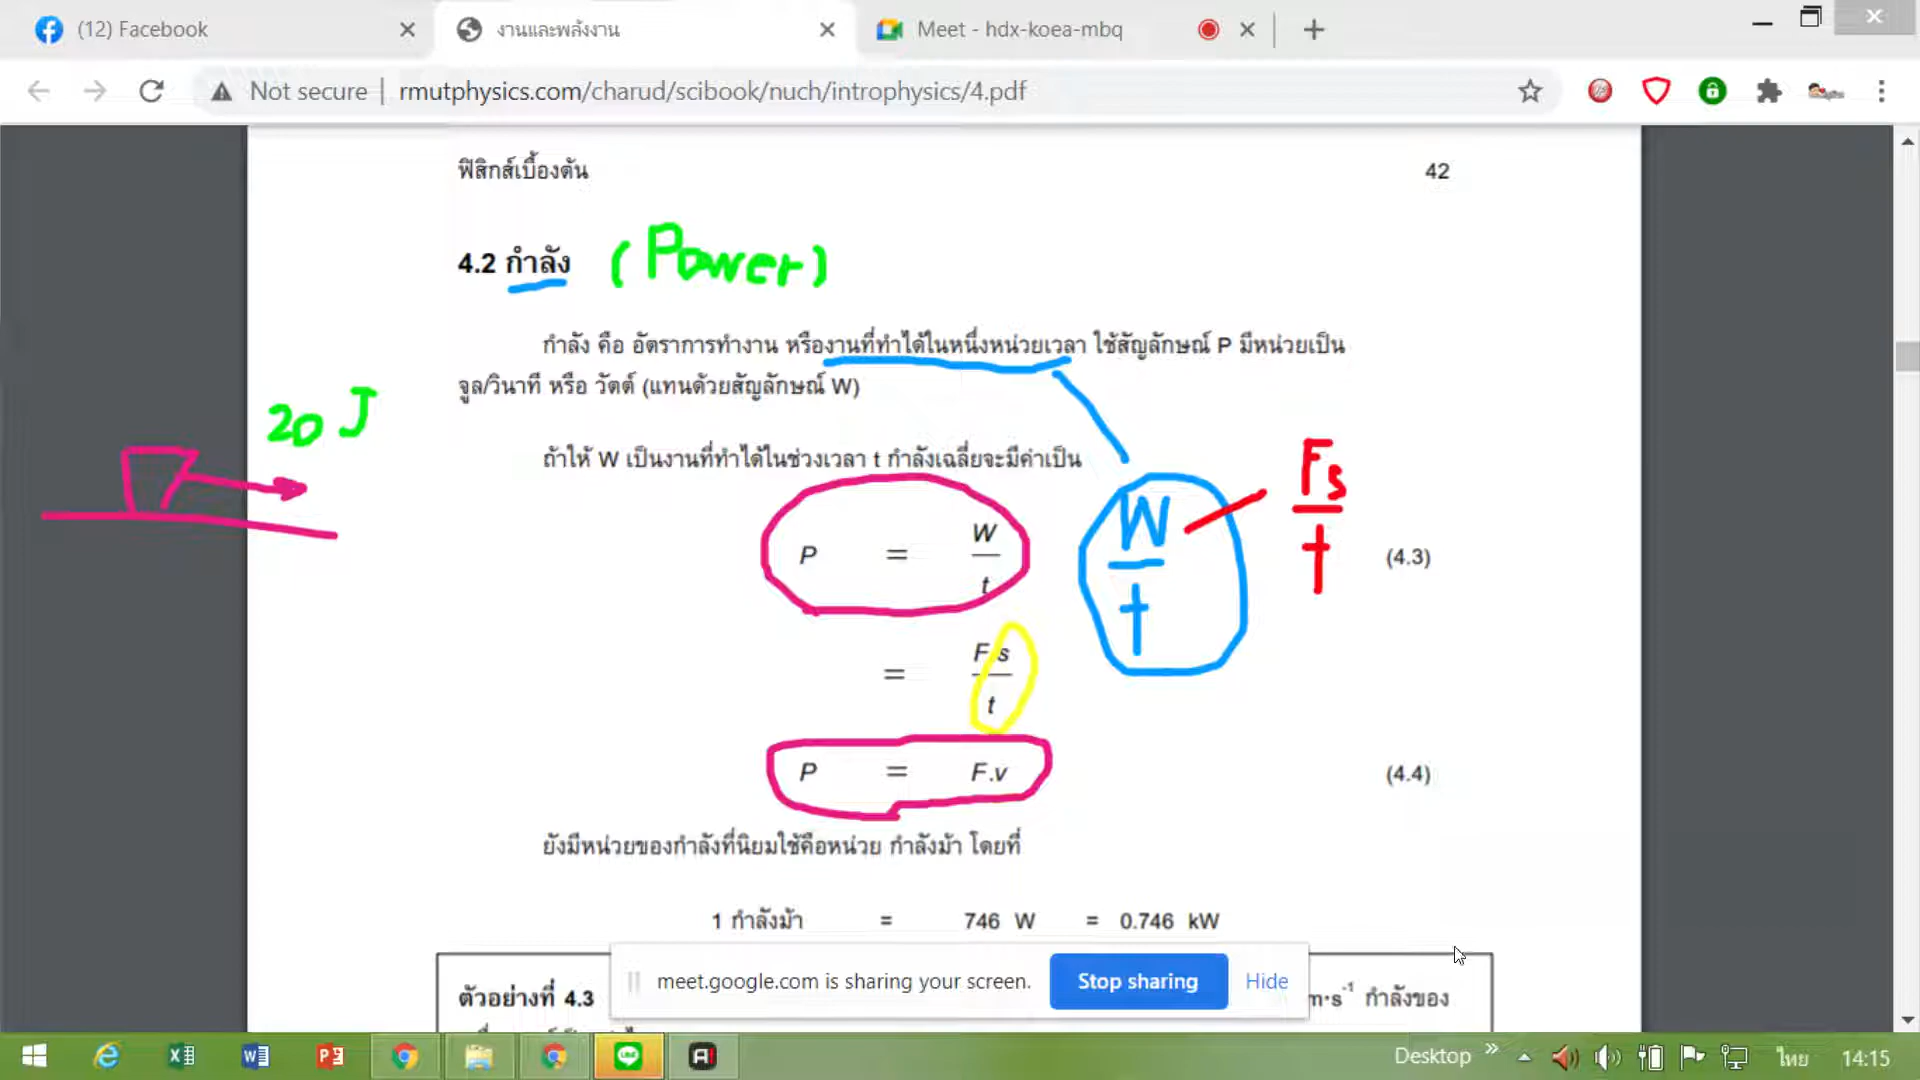 (12) Facebook
งานและพลังงาน
Meet - hdx-koea-mbq
Not secure | rmutphysics.com/charud/scibook/nuch/introphysics/4.pdf
ฟิสิกส์เบื้องต้น 42
4.2 กำลัง (Power)
กำลัง คือ อัตราการทำงาน หรืองานที่ทำได้ในหนึ่งหน่วยเวลา ใช้สัญลักษณ์ P มีหน่วยเป็น
จูล/วินาที หรือ วัตต์ (แทนด้วยสัญลักษณ์ W)
20 J
ถ้าให้ W เป็นงานที่ทำได้ในช่วงเวลา t กำลังเฉลี่ยจะมีค่าเป็น
P = W/t W/t Fs/t (4.3)
= F.s/t
P = F.v (4.4)
ยังมีหน่วยของกำลังที่นิยมใช้คือหน่วย กำลังม้า โดยที่
1 กำลังม้า = 746 W = 0.746 kW
ตัวอย่างที่ 4.3 m·s⁻¹ กำลังของ
meet.google.com is sharing your screen. Stop sharing Hide
Desktop ไทย 14:15